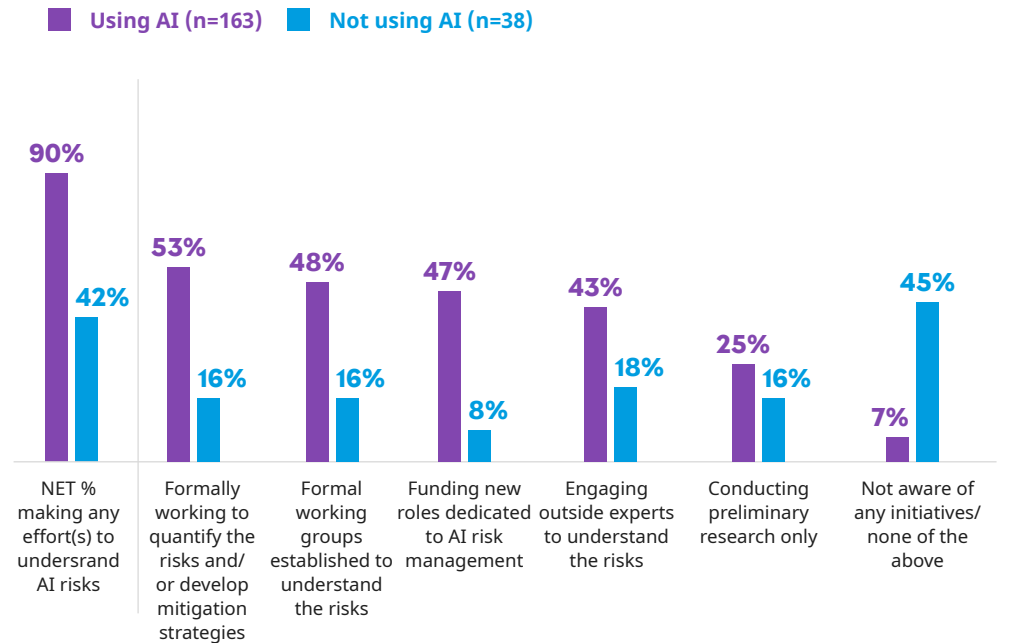 Using AI (n=163)
Not using AI (n=38)
90%
42%
53%
16%
48%
16%
47%
8%
43%
18%
25%
16%
7%
45%
NET %
making any
effort(s) to
undersrand
AI risks
Formally
working to
quantify the
risks and/
or develop
mitigation
strategies
Formal
working
groups
established to
understand
the risks
Funding new
roles dedicated
to AI risk
management
Engaging
outside experts
to understand
the risks
Conducting
preliminary
research only
Not aware of
any initiatives/
none of the
above